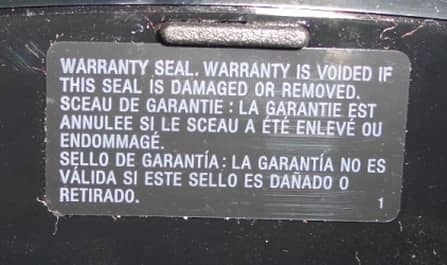 WARRANTY SEAL. WARRANTY IS VOIDED IF
THIS SEAL IS DAMAGED OR REMOVED.
SCEAU DE GARANTIE : LA GARANTIE EST
ANNULEE SI LE SCEAU A ÉTÉ ENLEVÉ OU
ENDOMMAGÉ.
SELLO DE GARANTÍA : LA GARANTÍA NO ES
VÁLIDA SI ESTE SELLO ES DAÑADO O
RETIRADO. 1